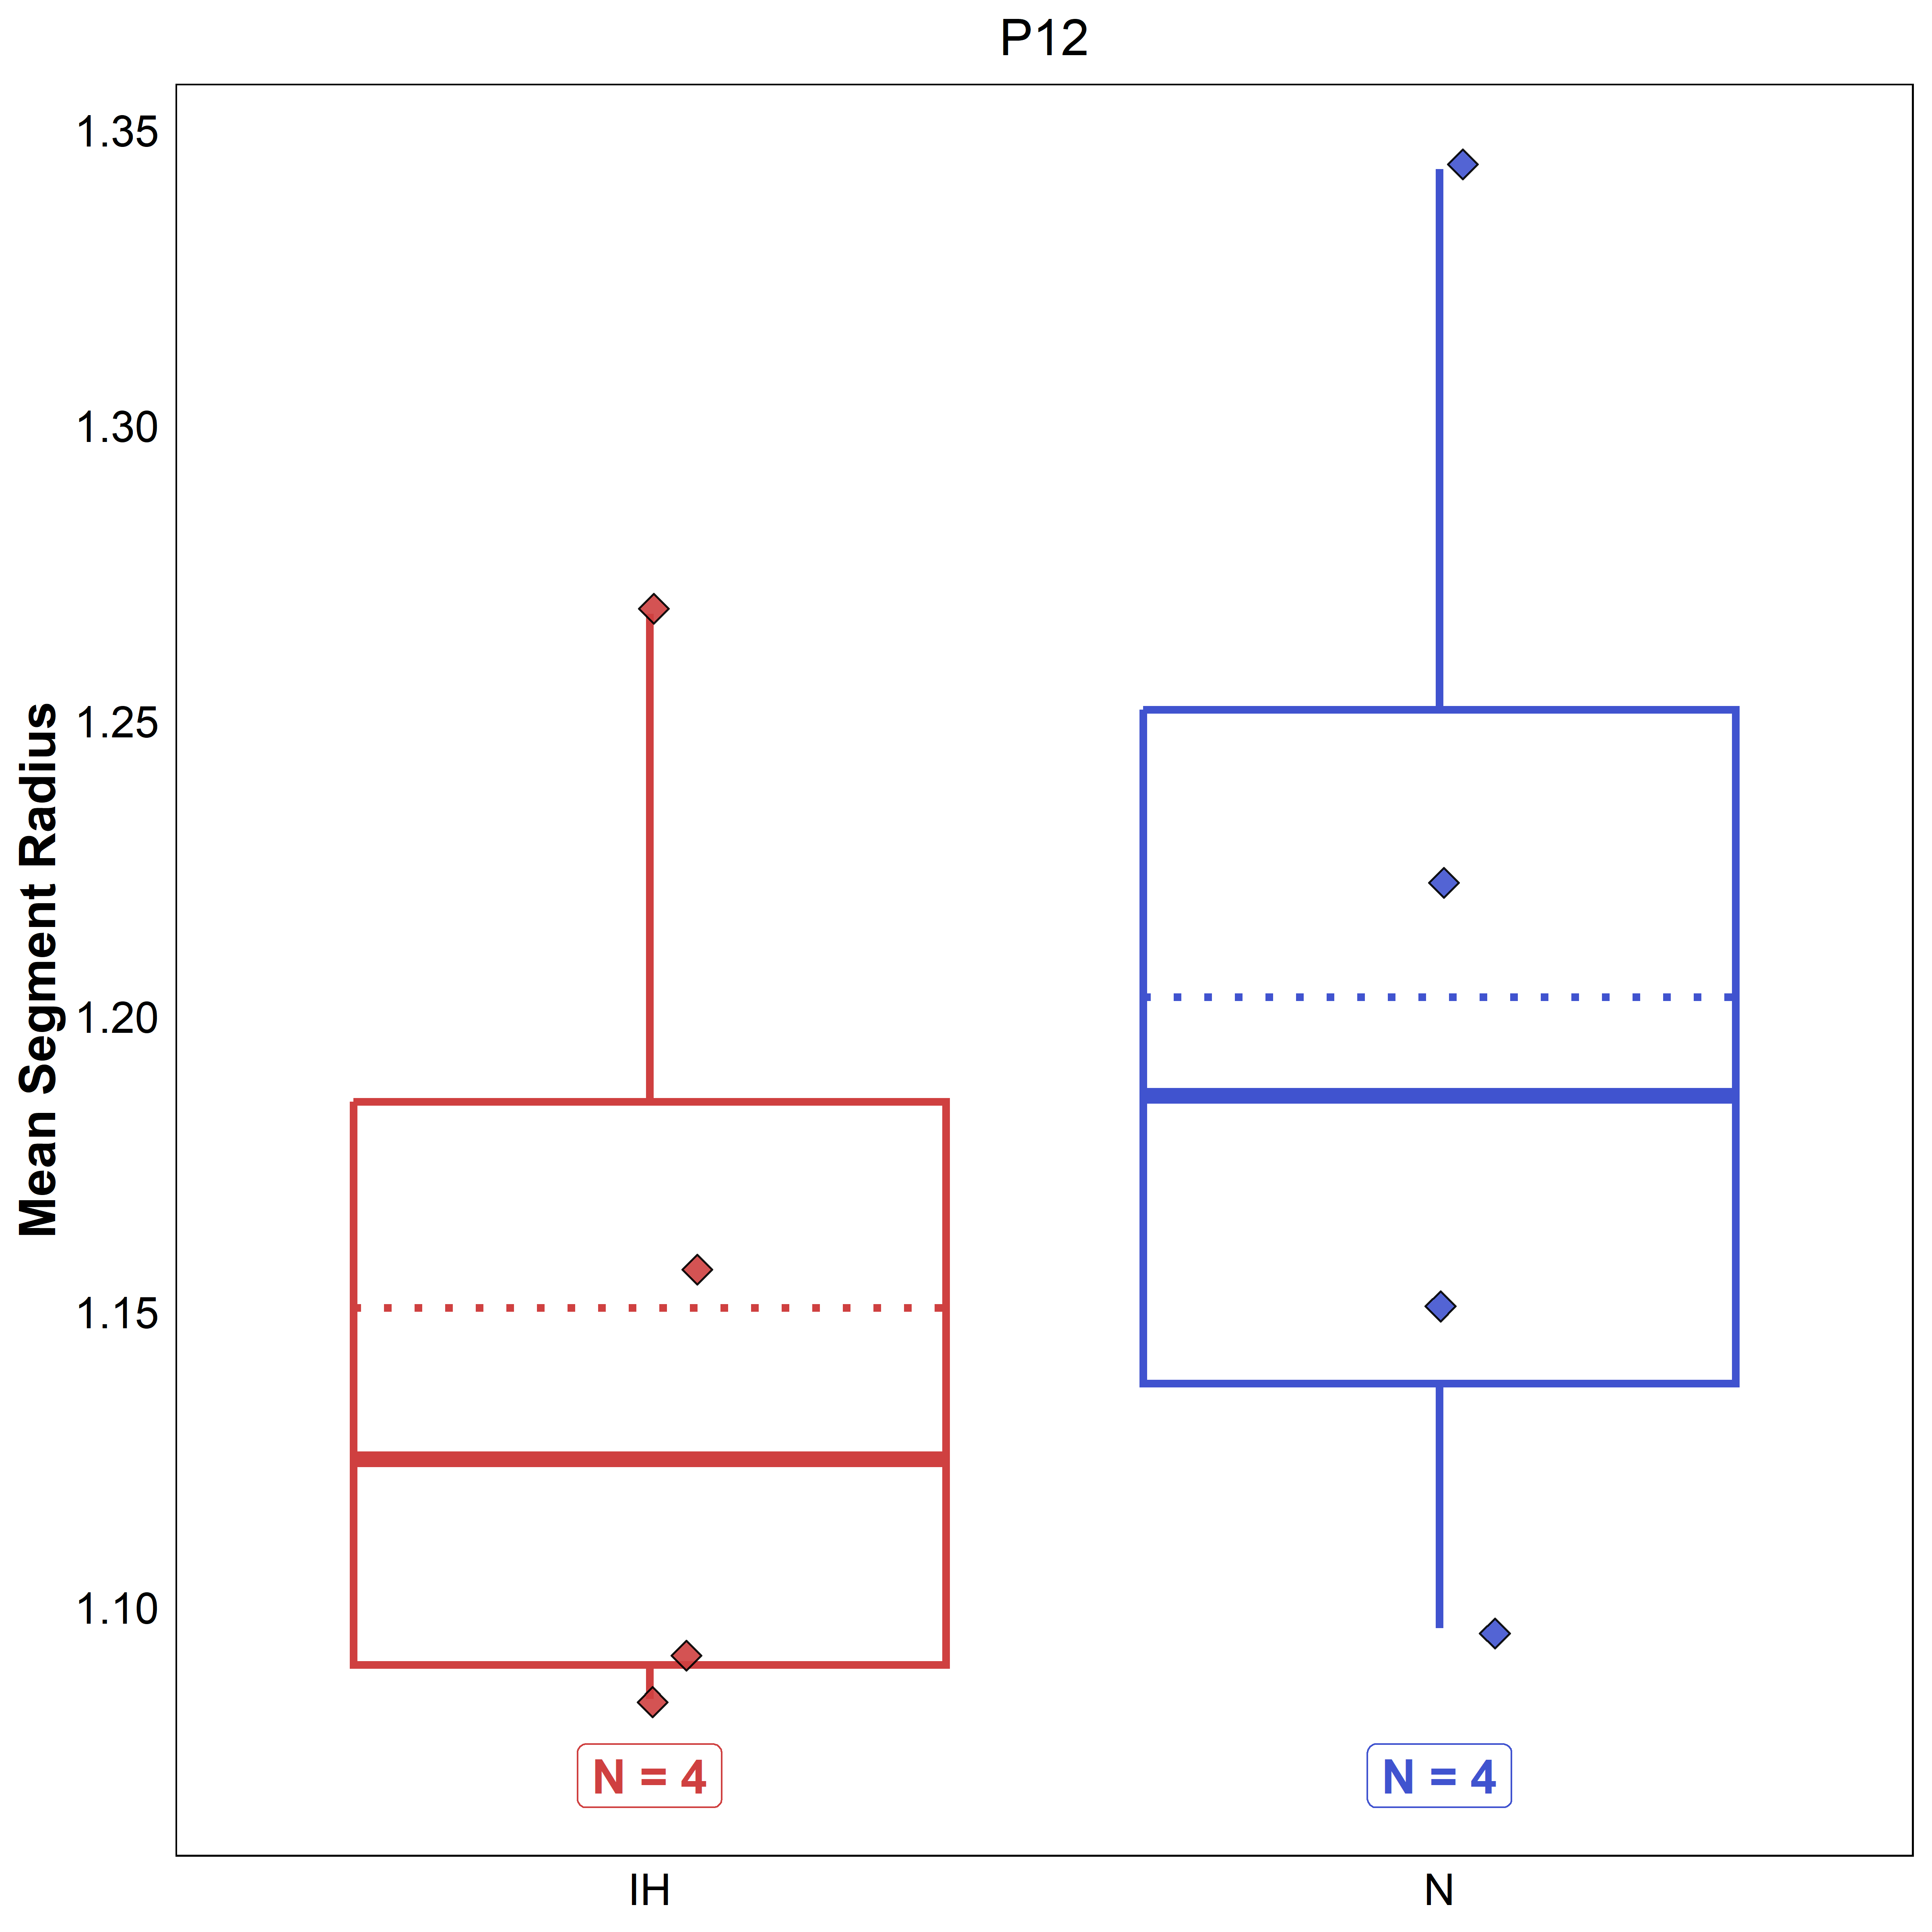 P12
Mean Segment Radius
1.35
1.30
1.25
1.20
1.15
1.10
N = 4
N = 4
IH
N